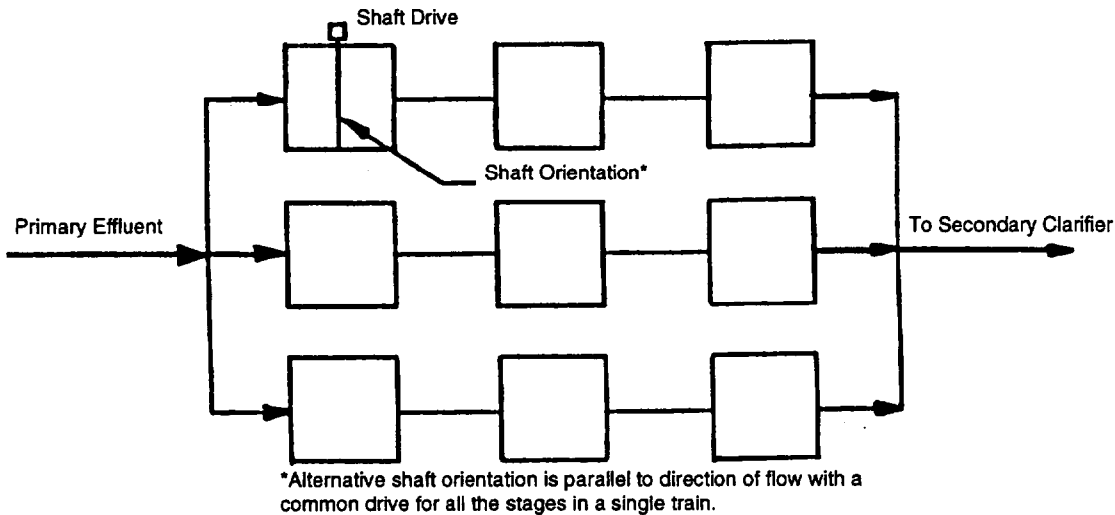 Shaft Drive
Shaft Orientation*
Primary Effluent
To Secondary Clarifier
*Alternative shaft orientation is parallel to direction of flow with a
common drive for all the stages in a single train.